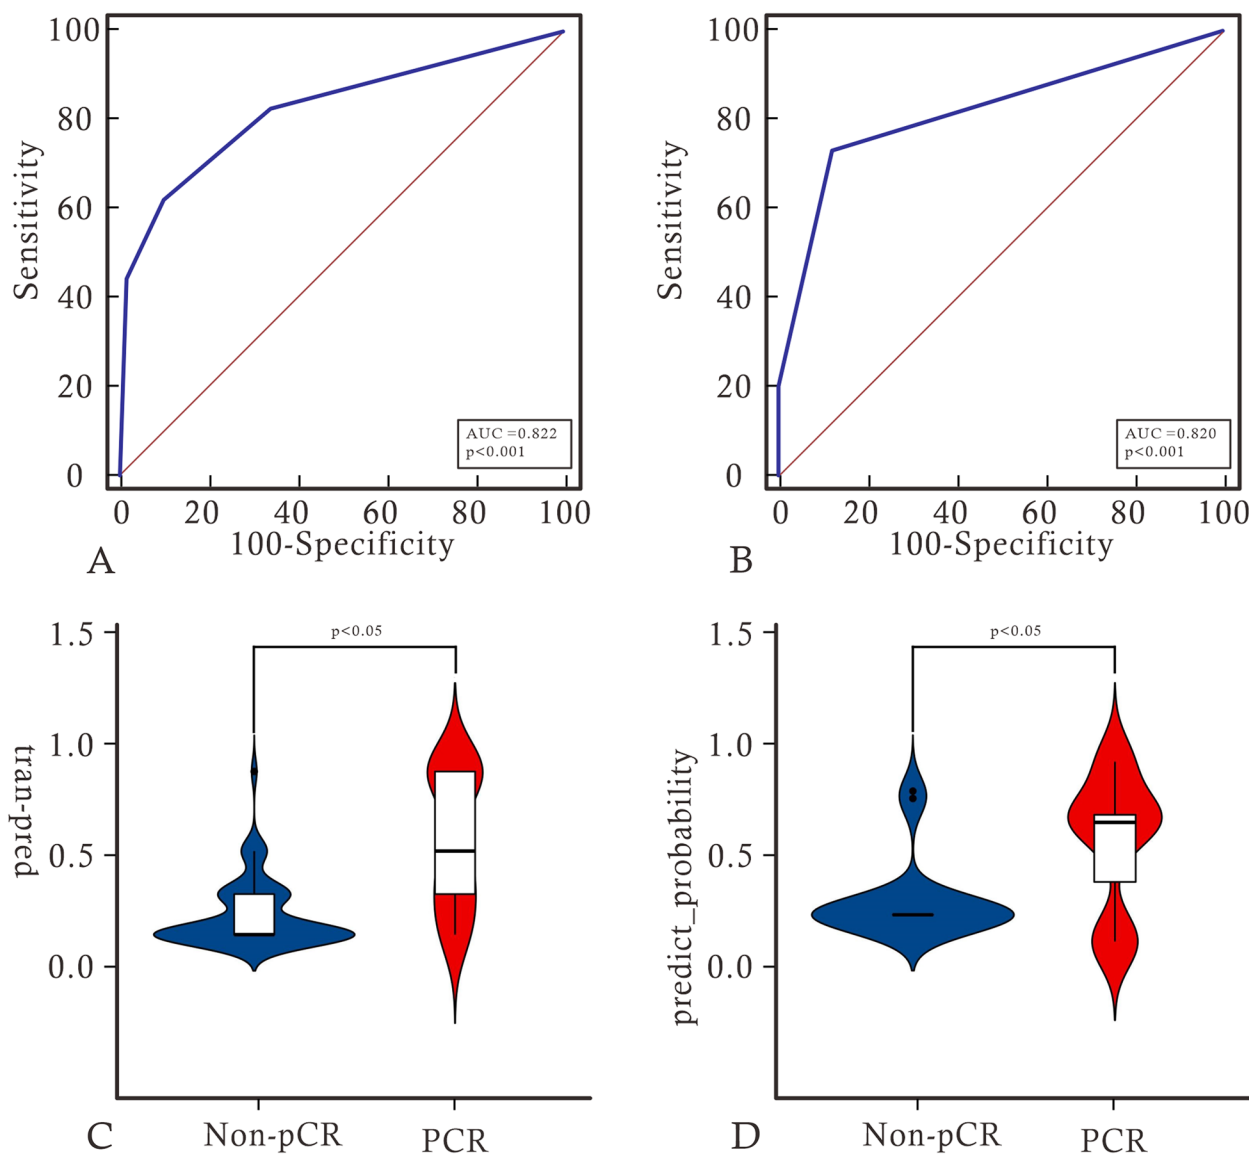 100
80
60
40
20
0
Sensitivity
AUC =0.822
p<0.001
0 20 40 60 80 100
100-Specificity
A
100
80
60
40
20
0
Sensitivity
AUC =0.820
p<0.001
0 20 40 60 80 100
100-Specificity
B
1.5
1.0
0.5
0.0
tran-pred
p<0.05
Non-pCR PCR
C
1.5
1.0
0.5
0.0
predict_probability
p<0.05
Non-pCR PCR
D